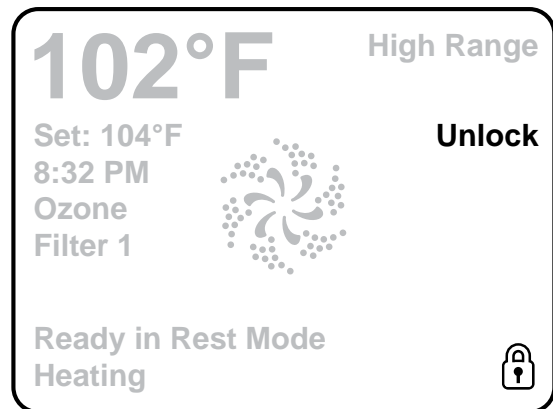 102°F
High Range
Set: 104°F
Unlock
8:32 PM
Ozone
Filter 1
Ready in Rest Mode
Heating